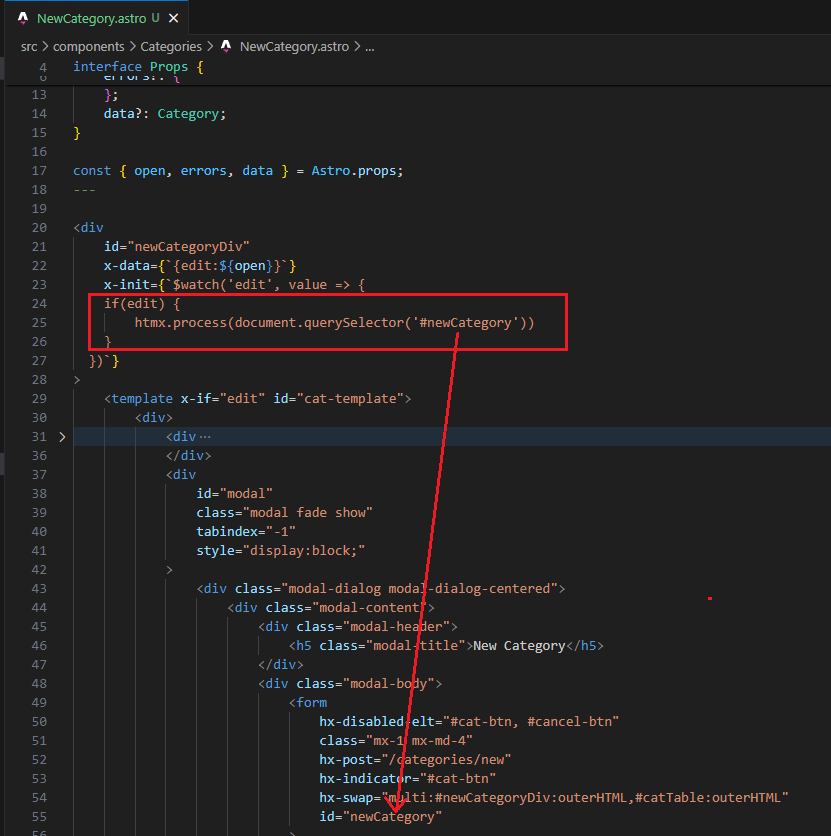 NewCategory.astro U ✕
src > components > Categories > NewCategory.astro > ...
4 interface Props {
6 errors?: {
13 };
14 data?: Category;
15 }
16
17 const { open, errors, data } = Astro.props;
18 ---
19
20 <div
21 id="newCategoryDiv"
22 x-data={`{edit:${open}}`}
23 x-init={`$watch('edit', value => {
24 if(edit) {
25 htmx.process(document.querySelector('#newCategory'))
26 }
27 })`}
28 >
29 <template x-if="edit" id="cat-template">
30 <div>
31 > <div ...
36 </div>
37 <div
38 id="modal"
39 class="modal fade show"
40 tabindex="-1"
41 style="display:block;"
42 >
43 <div class="modal-dialog modal-dialog-centered">
44 <div class="modal-content">
45 <div class="modal-header">
46 <h5 class="modal-title">New Category</h5>
47 </div>
48 <div class="modal-body">
49 <form
50 hx-disabled-elt="#cat-btn, #cancel-btn"
51 class="mx-1 mx-md-4"
52 hx-post="/categories/new"
53 hx-indicator="#cat-btn"
54 hx-swap="multi:#newCategoryDiv:outerHTML,#catTable:outerHTML"
55 id="newCategory"
56 >